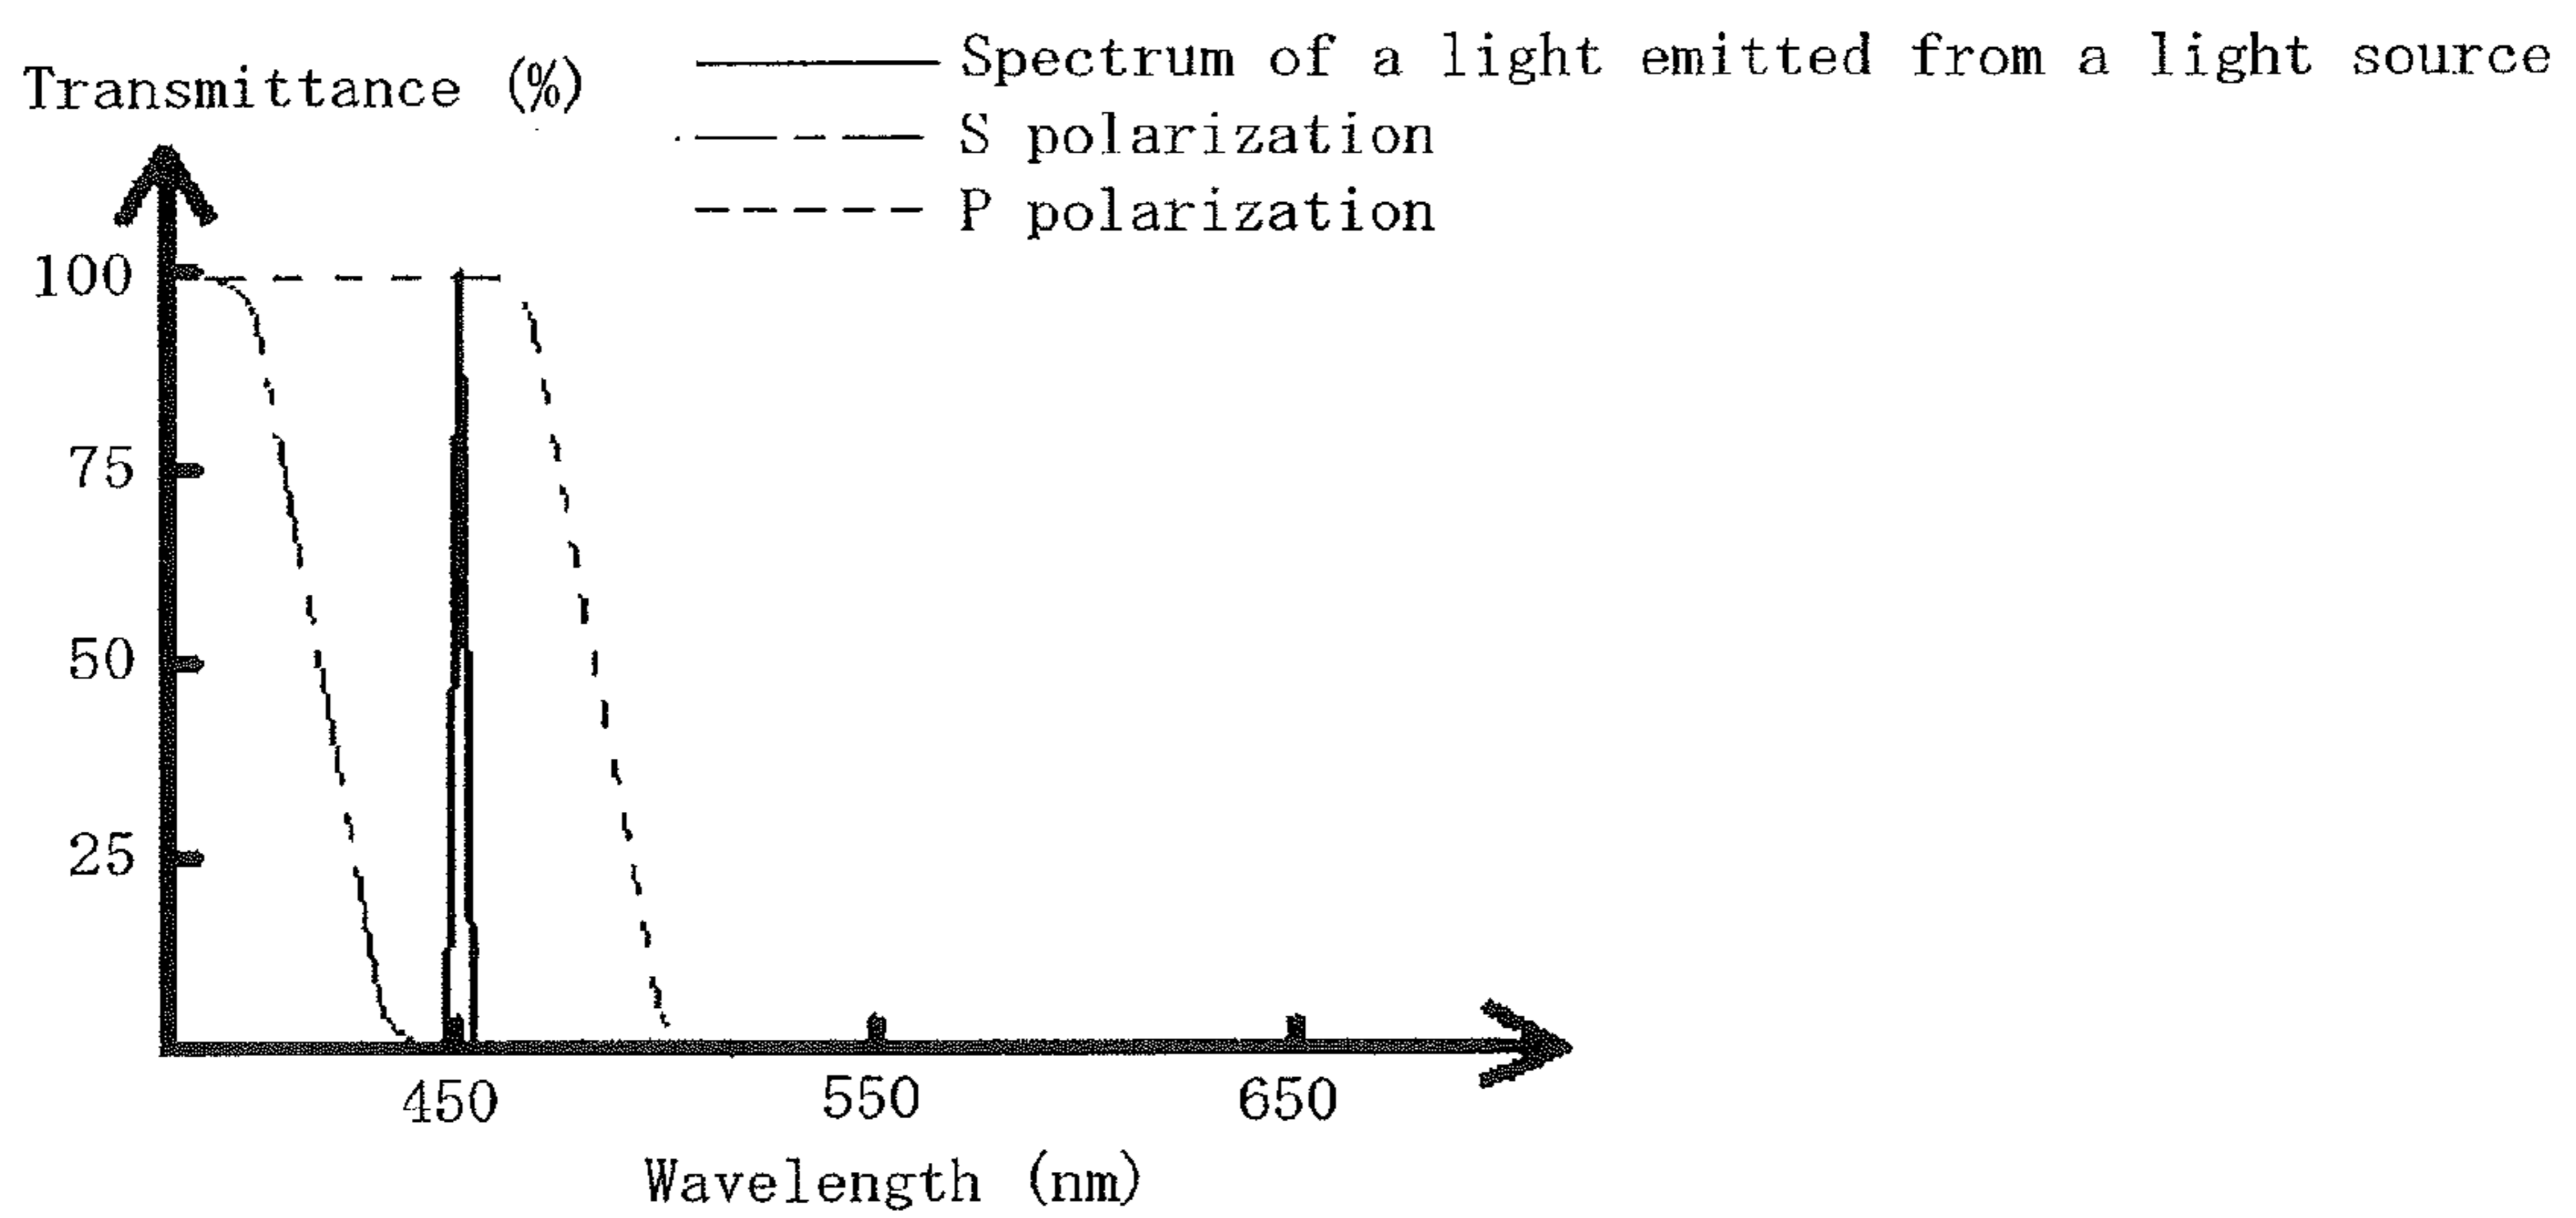 Transmittance (%)
Spectrum of a light emitted from a light source
S polarization
P polarization
100
75
50
25
450 550 650
Wavelength (nm)